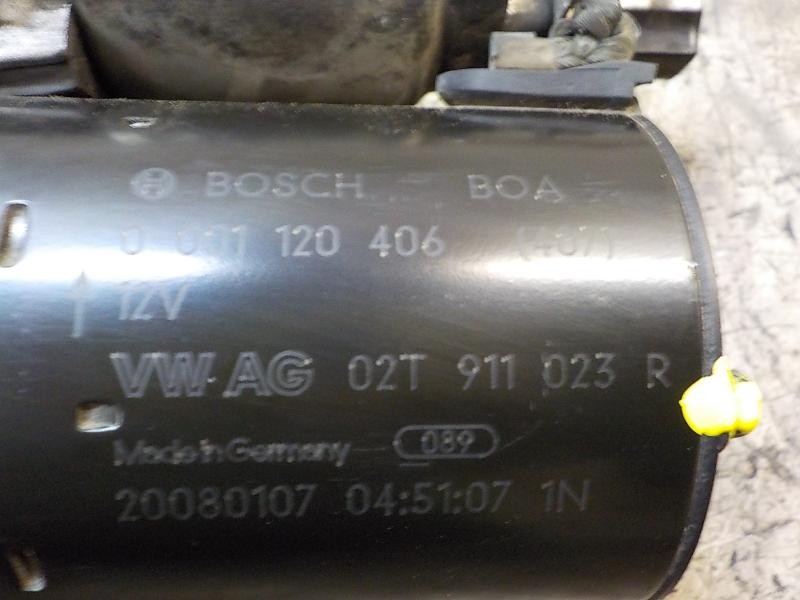 BOSCH BOA
0 001 120 406 (407)
12V
VW AG 02T 911 023 R
Made in Germany 089
20080107 04:51:07 1N